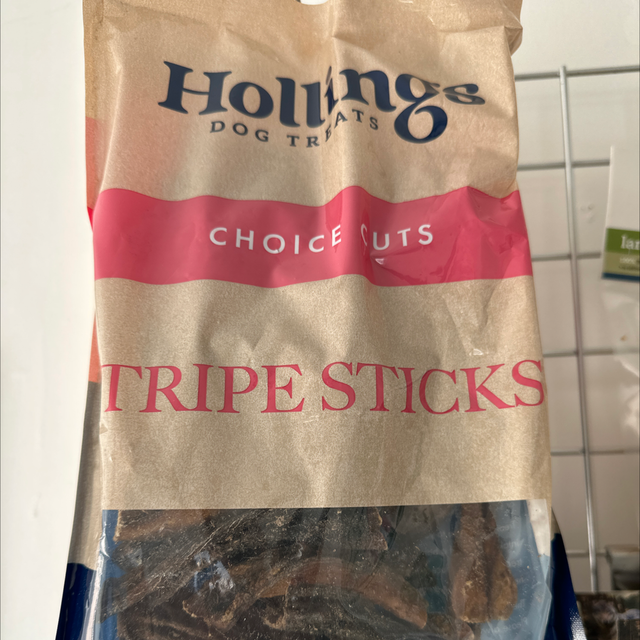 Hollings
DOG TREATS
CHOICE CUTS
TRIPE STICKS